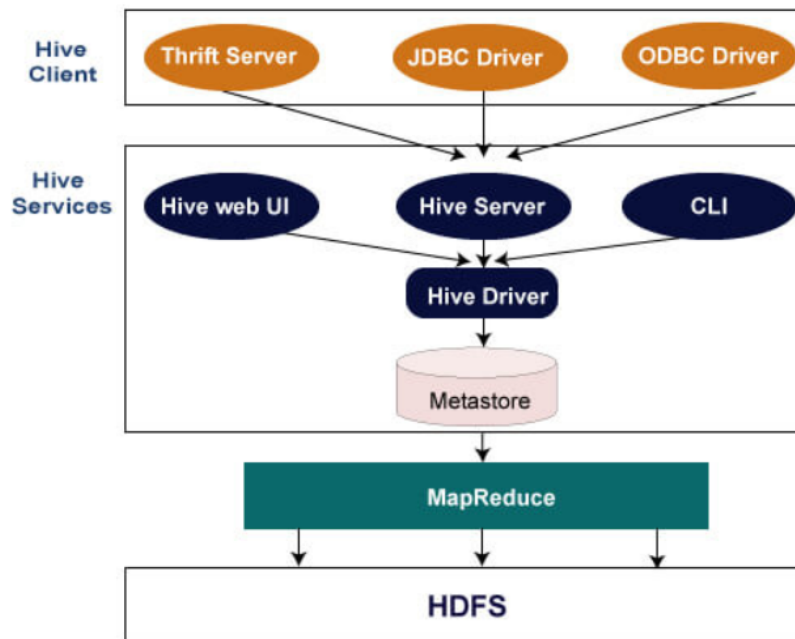 Hive
Client
Thrift Server
JDBC Driver
ODBC Driver
Hive
Services
Hive web UI
Hive Server
CLI
Hive Driver
Metastore
MapReduce
HDFS